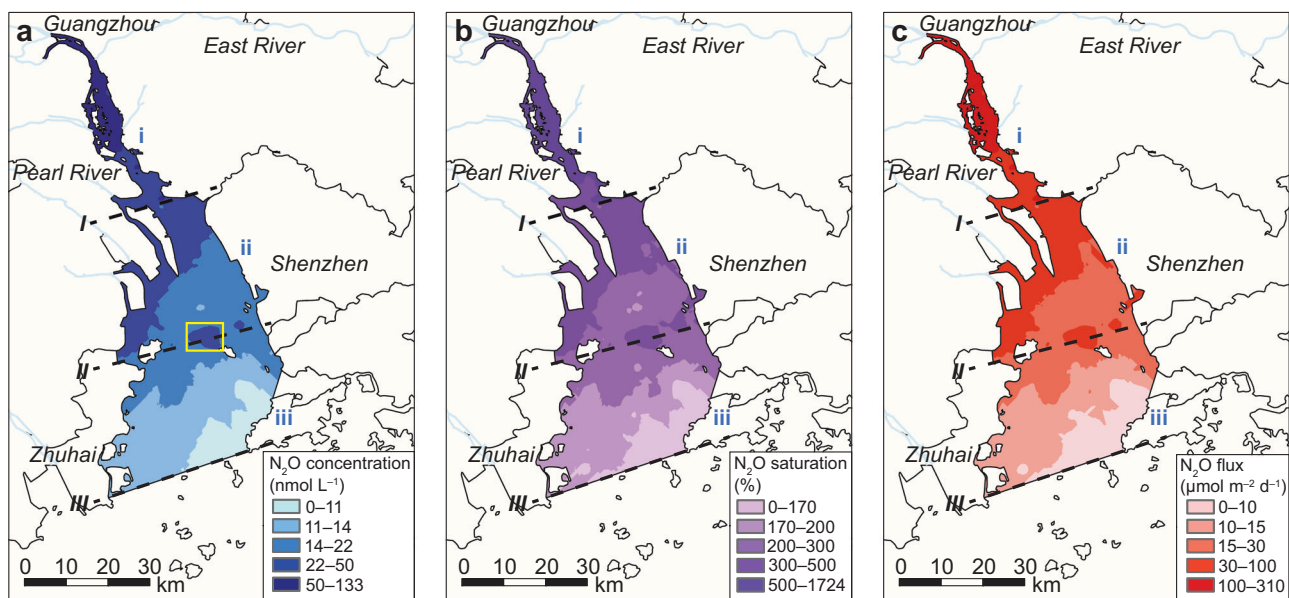 a
Guangzhou
East River
i
Pearl River
I
ii
Shenzhen
II
iii
Zhuhai
III
N₂O concentration
(nmol L⁻¹)
0–11
11–14
14–22
22–50
50–133
0 10 20 30
km
b
Guangzhou
East River
i
Pearl River
I
ii
Shenzhen
II
iii
Zhuhai
III
N₂O saturation
(%)
0–170
170–200
200–300
300–500
500–1724
0 10 20 30
km
c
Guangzhou
East River
i
Pearl River
I
ii
Shenzhen
II
iii
Zhuhai
III
N₂O flux
(μmol m⁻² d⁻¹)
0–10
10–15
15–30
30–100
100–310
0 10 20 30
km